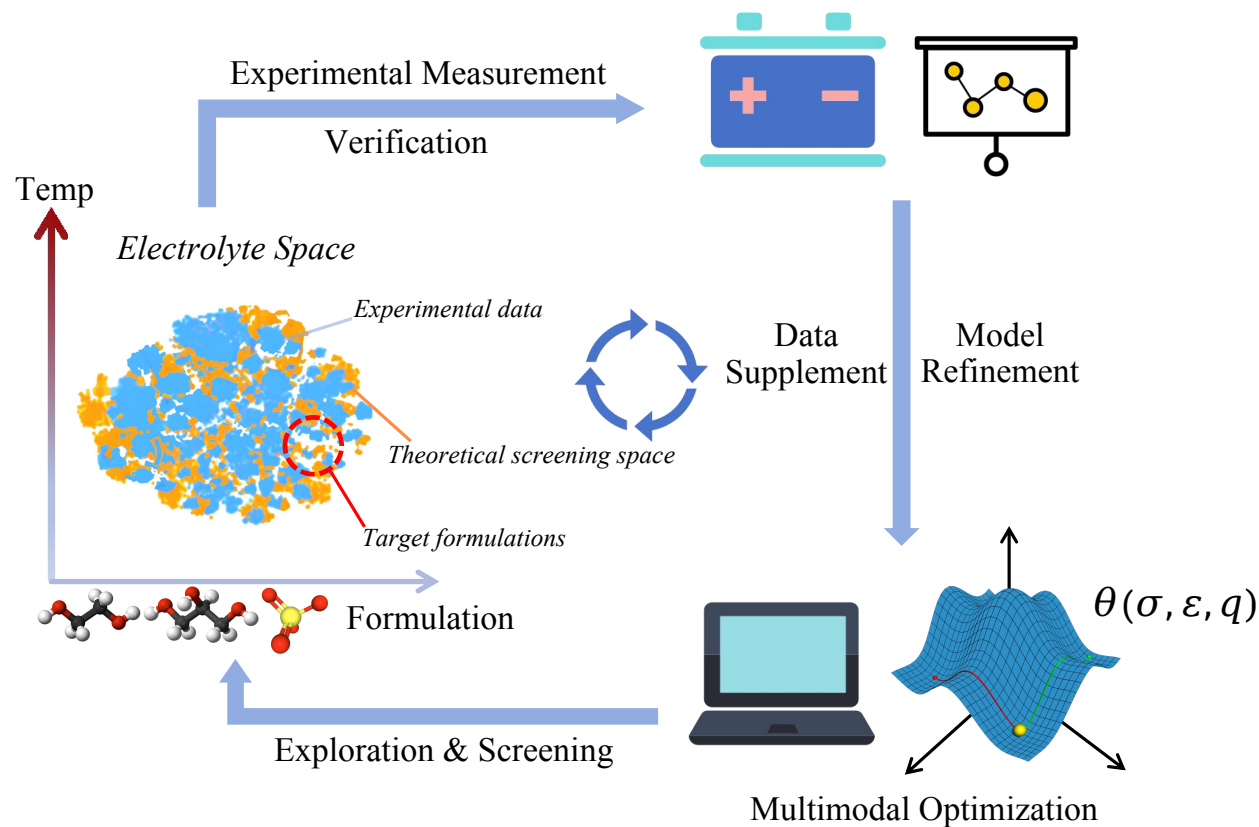 Experimental Measurement
Verification
Temp
Electrolyte Space
Experimental data
Data
Supplement
Model
Refinement
Theoretical screening space
Target formulations
Formulation
θ(σ, ε, q)
Exploration & Screening
Multimodal Optimization